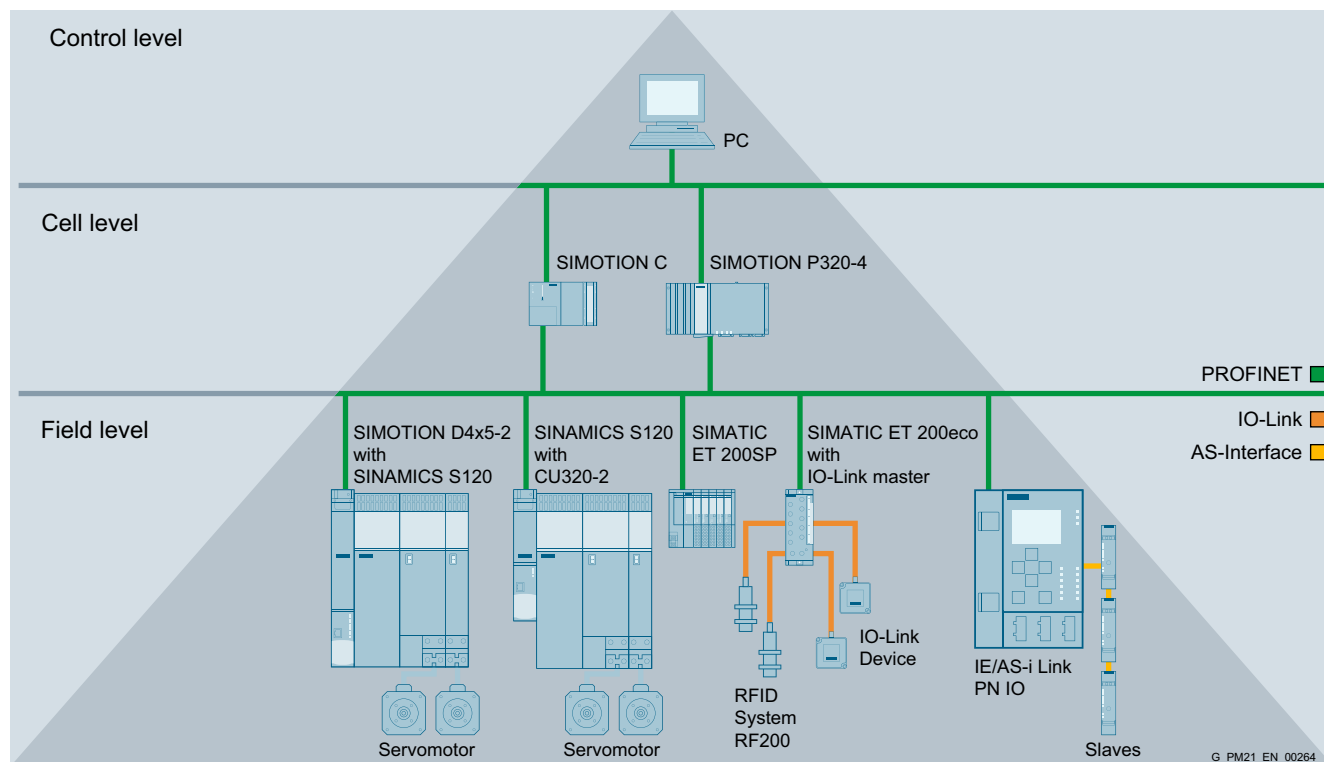 Control level
PC
Cell level
SIMOTION C
SIMOTION P320-4
PROFINET
IO-Link
AS-Interface
Field level
SIMOTION D4x5-2
with
SINAMICS S120
SINAMICS S120
with
CU320-2
SIMATIC
ET 200SP
SIMATIC ET 200eco
with
IO-Link master
IO-Link
Device
IE/AS-i Link
PN IO
RFID
System
RF200
Servomotor
Servomotor
Slaves
G_PM21_EN_00264